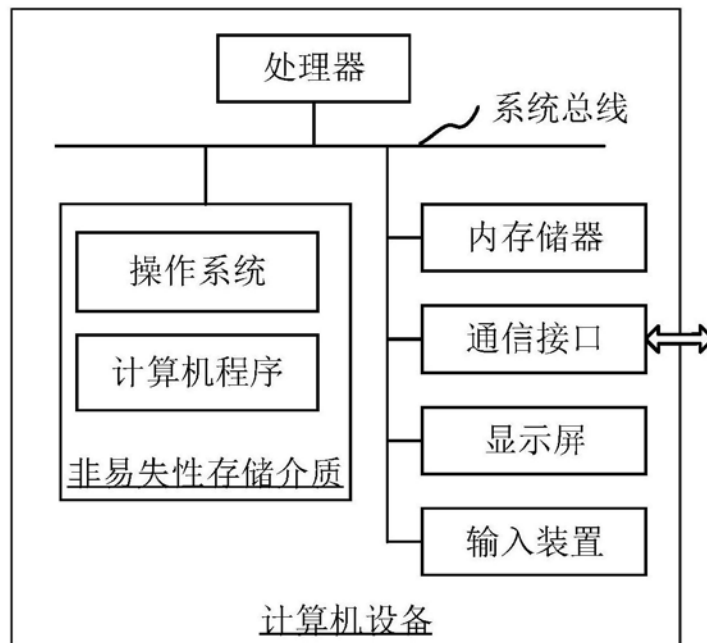 处理器
系统总线
操作系统
计算机程序
非易失性存储介质
内存储器
通信接口
显示屏
输入装置
计算机设备